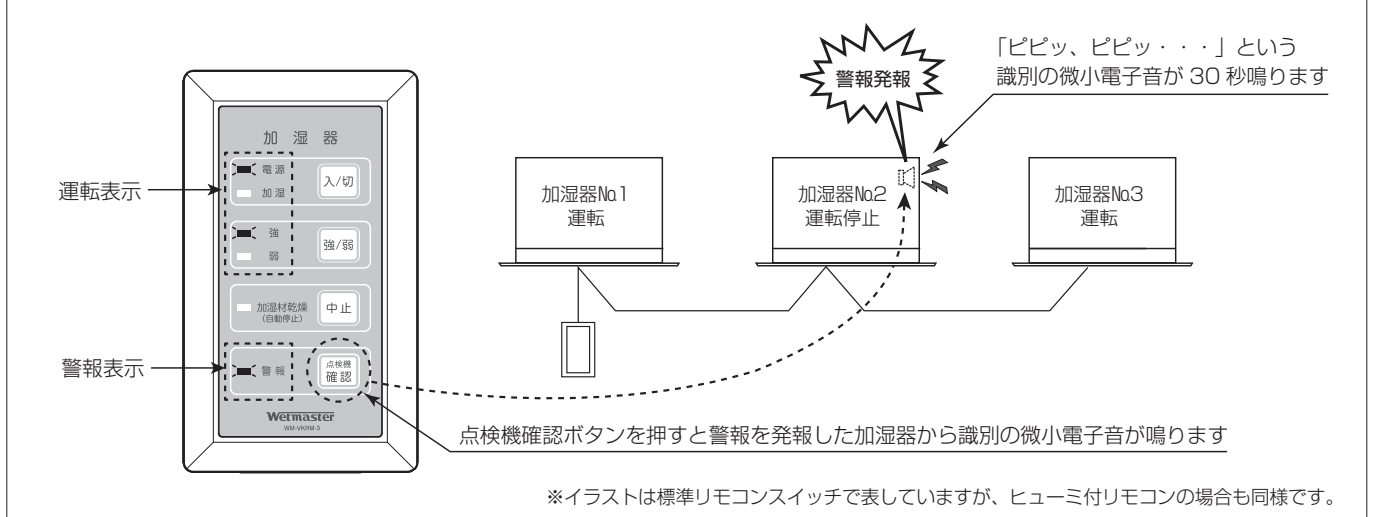 警報発報
「ピピッ、ピピッ・・・」という
識別の微小電子音が 30 秒鳴ります
加湿器
電源
加湿
入/切
運転表示
強
弱
強/弱
加湿材乾燥
(自動停止)
中止
警報表示
警報
点検機
確認
Wetmaster
WM-VKRM-3
加湿器№1
運転
加湿器№2
運転停止
加湿器№3
運転
点検機確認ボタンを押すと警報を発報した加湿器から識別の微小電子音が鳴ります
※イラストは標準リモコンスイッチで表していますが、ヒューミ付リモコンの場合も同様です。